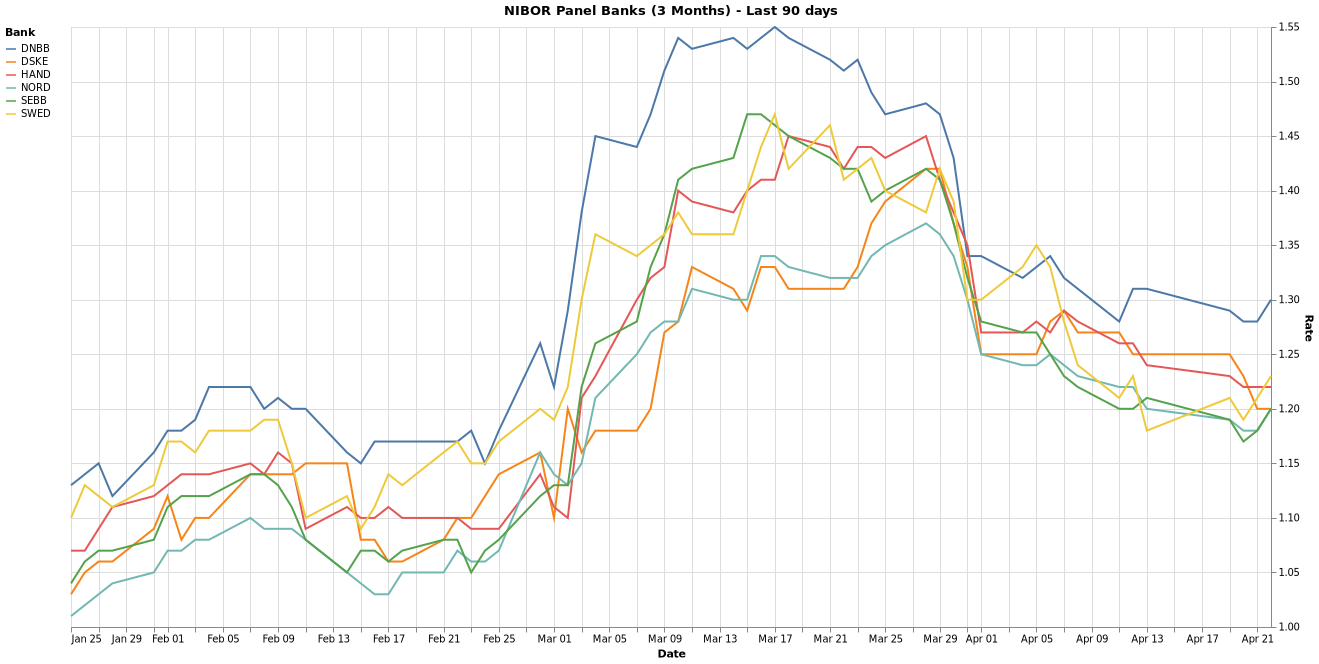 NIBOR Panel Banks (3 Months) - Last 90 days
Bank
DNBB
DSKE
HAND
NORD
SEBB
SWED
1.55
1.50
1.45
1.40
1.35
1.30
1.25
1.20
1.15
1.10
1.05
1.00
Rate
Jan 25 Jan 29 Feb 01 Feb 05 Feb 09 Feb 13 Feb 17 Feb 21 Feb 25 Mar 01 Mar 05 Mar 09 Mar 13 Mar 17 Mar 21 Mar 25 Mar 29 Apr 01 Apr 05 Apr 09 Apr 13 Apr 17 Apr 21
Date